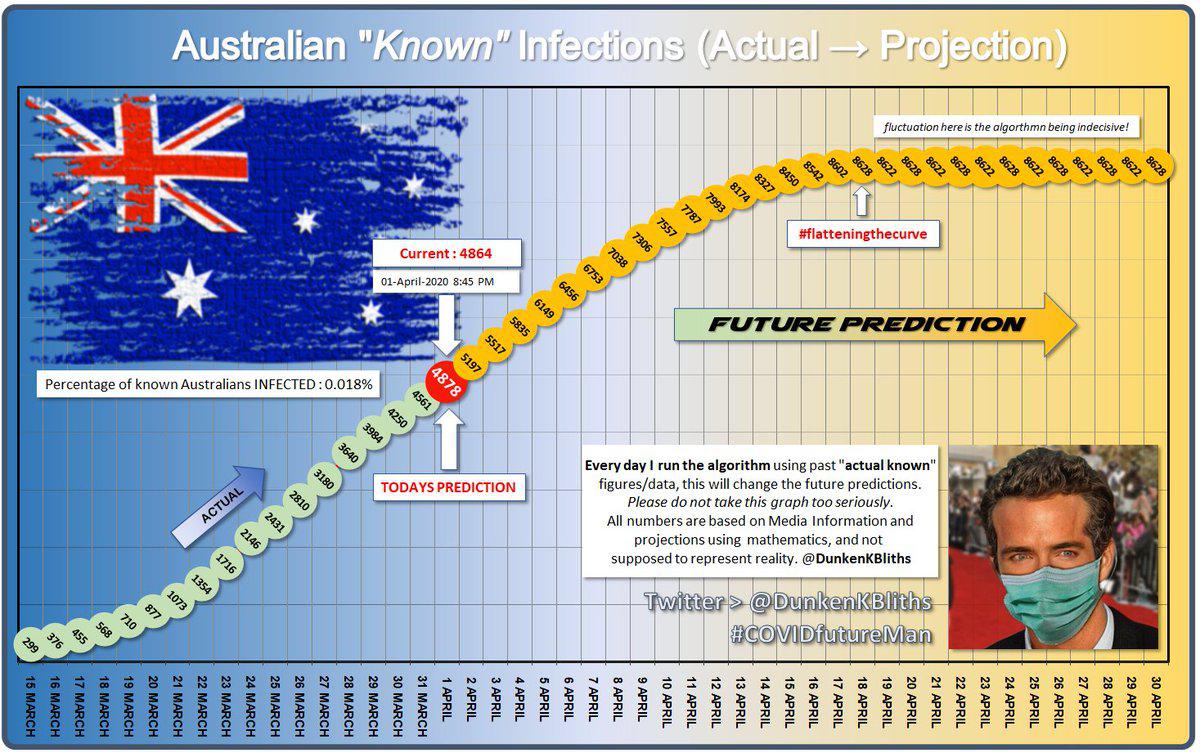 Australian "Known" Infections (Actual → Projection)
fluctuation here is the algorthmn being indecisive!
299 376 455 568 710 877 1073 1354 1716 2146 2431 2810 3180 3640 3984 4250 4561 4878 5197 5517 5835 6149 6456 6753 7038 7306 7557 7787 7993 8174 8327 8450 8542 8602 8628 8622 8628 8622 8628 8622 8628 8622 8628 8622 8628 8622 8628
#flatteningthecurve
Current : 4864
01-April-2020 8:45 PM
FUTURE PREDICTION
Percentage of known Australians INFECTED : 0.018%
TODAYS PREDICTION
ACTUAL
Every day I run the algorithm using past "actual known"
figures/data, this will change the future predictions.
Please do not take this graph too seriously.
All numbers are based on Media Information and
projections using mathematics, and not
supposed to represent reality. @DunkenKBliths
Twitter > @DunkenKBliths
#COVIDfutureMan
15 MARCH
16 MARCH
17 MARCH
18 MARCH
19 MARCH
20 MARCH
21 MARCH
22 MARCH
23 MARCH
24 MARCH
25 MARCH
26 MARCH
27 MARCH
28 MARCH
29 MARCH
30 MARCH
31 MARCH
1 APRIL
2 APRIL
3 APRIL
4 APRIL
5 APRIL
6 APRIL
7 APRIL
8 APRIL
9 APRIL
10 APRIL
11 APRIL
12 APRIL
13 APRIL
14 APRIL
15 APRIL
16 APRIL
17 APRIL
18 APRIL
19 APRIL
20 APRIL
21 APRIL
22 APRIL
23 APRIL
24 APRIL
25 APRIL
26 APRIL
27 APRIL
28 APRIL
29 APRIL
30 APRIL